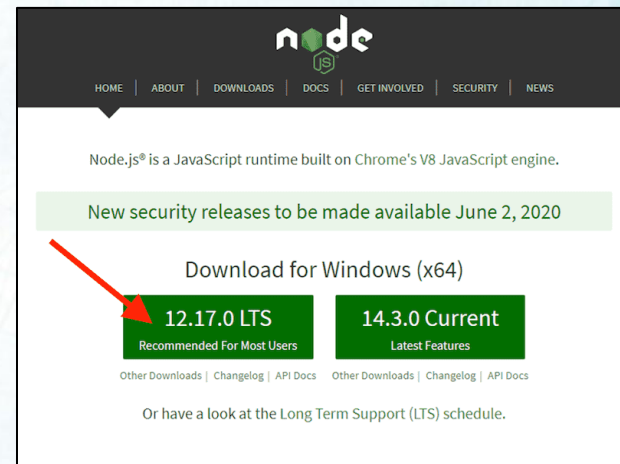 node
JS
HOME ABOUT DOWNLOADS DOCS GET INVOLVED SECURITY NEWS
Node.js® is a JavaScript runtime built on Chrome's V8 JavaScript engine.
New security releases to be made available June 2, 2020
Download for Windows (x64)
12.17.0 LTS
Recommended For Most Users
14.3.0 Current
Latest Features
Other Downloads | Changelog | API Docs
Other Downloads | Changelog | API Docs
Or have a look at the Long Term Support (LTS) schedule.